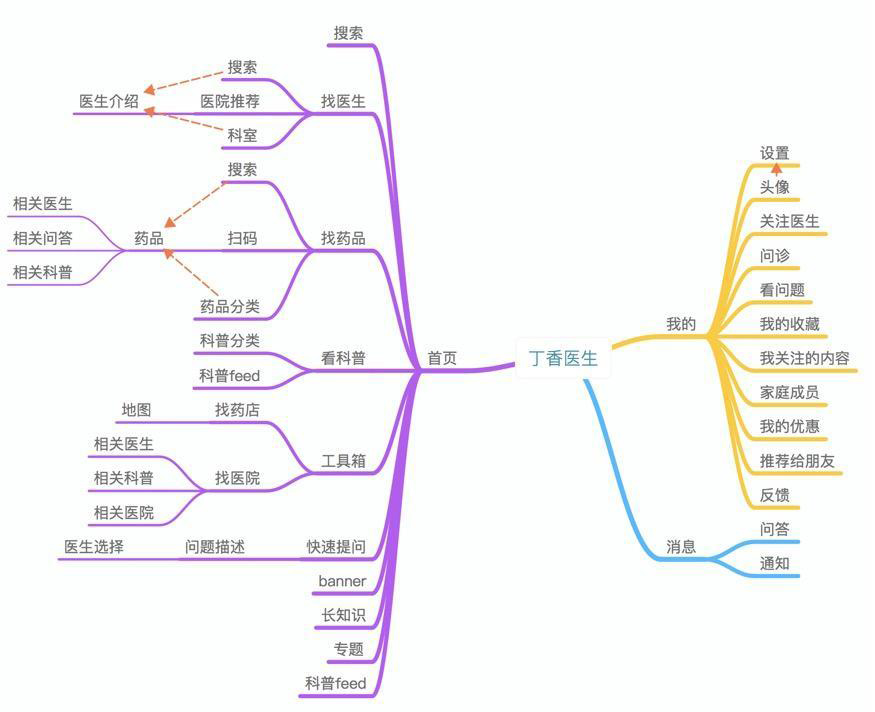 丁香医生
首页
搜索
找医生
搜索
医院推荐
医生介绍
科室
找药品
搜索
扫码
药品
相关医生
相关问答
相关科普
药品分类
看科普
科普分类
科普feed
工具箱
找药店
地图
找医院
相关医生
相关科普
相关医院
快速提问
问题描述
医生选择
banner
长知识
专题
科普feed
我的
设置
头像
关注医生
问诊
看问题
我的收藏
我关注的内容
家庭成员
我的优惠
推荐给朋友
反馈
消息
问答
通知